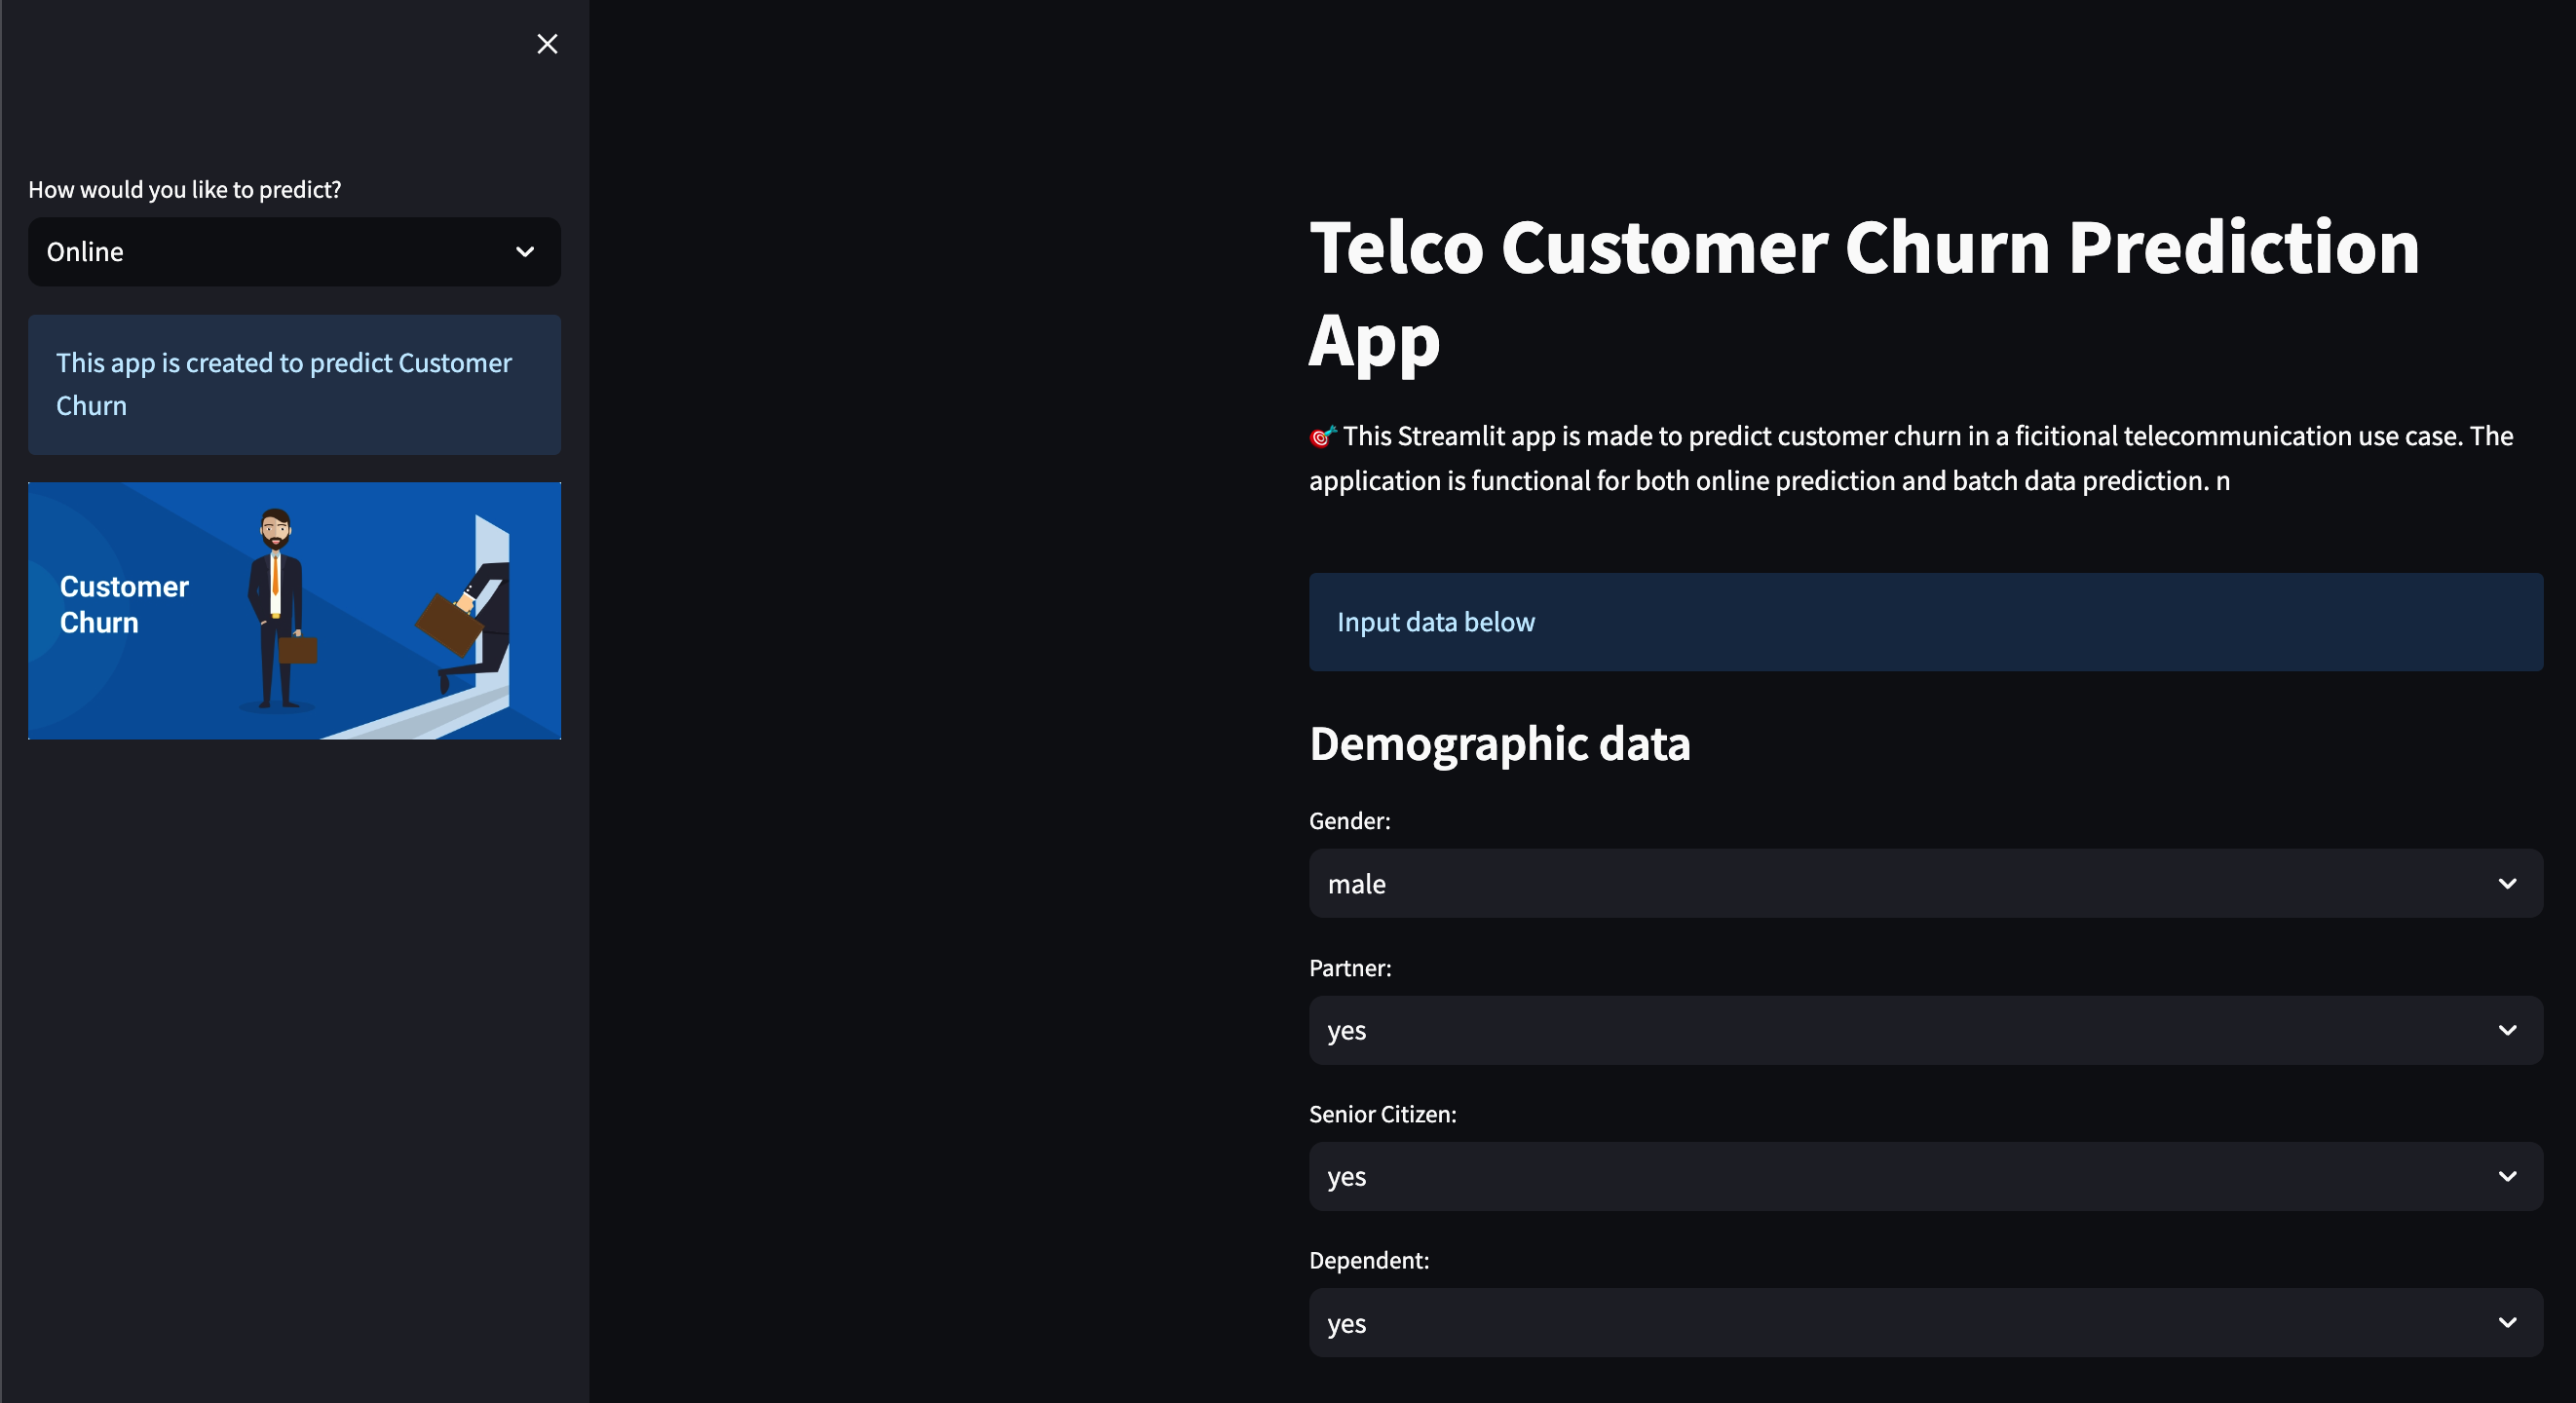 How would you like to predict?
Online
This app is created to predict Customer
Churn
Customer
Churn
Telco Customer Churn Prediction
App
🎯 This Streamlit app is made to predict customer churn in a ficitional telecommunication use case. The
application is functional for both online prediction and batch data prediction. n
Input data below
Demographic data
Gender:
male
Partner:
yes
Senior Citizen:
yes
Dependent:
yes